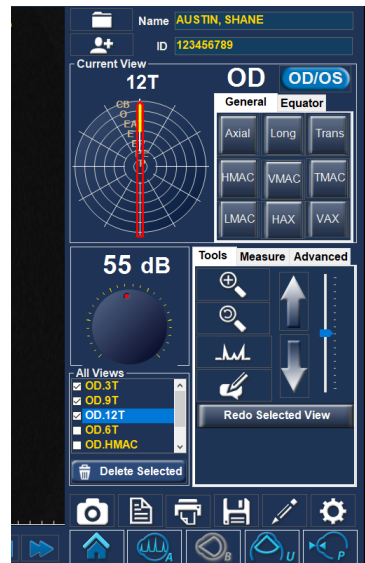 Name AUSTIN, SHANE
ID 123456789
Current View
12T
OD
OD/OS
General Equator
CB
O
EA
E
Axial Long Trans
HMAC VMAC TMAC
LMAC HAX VAX
55 dB
Tools Measure Advanced
All Views
OD.3T
OD.9T
OD.12T
OD.6T
OD.HMAC
Delete Selected
Redo Selected View
A
B
U
P